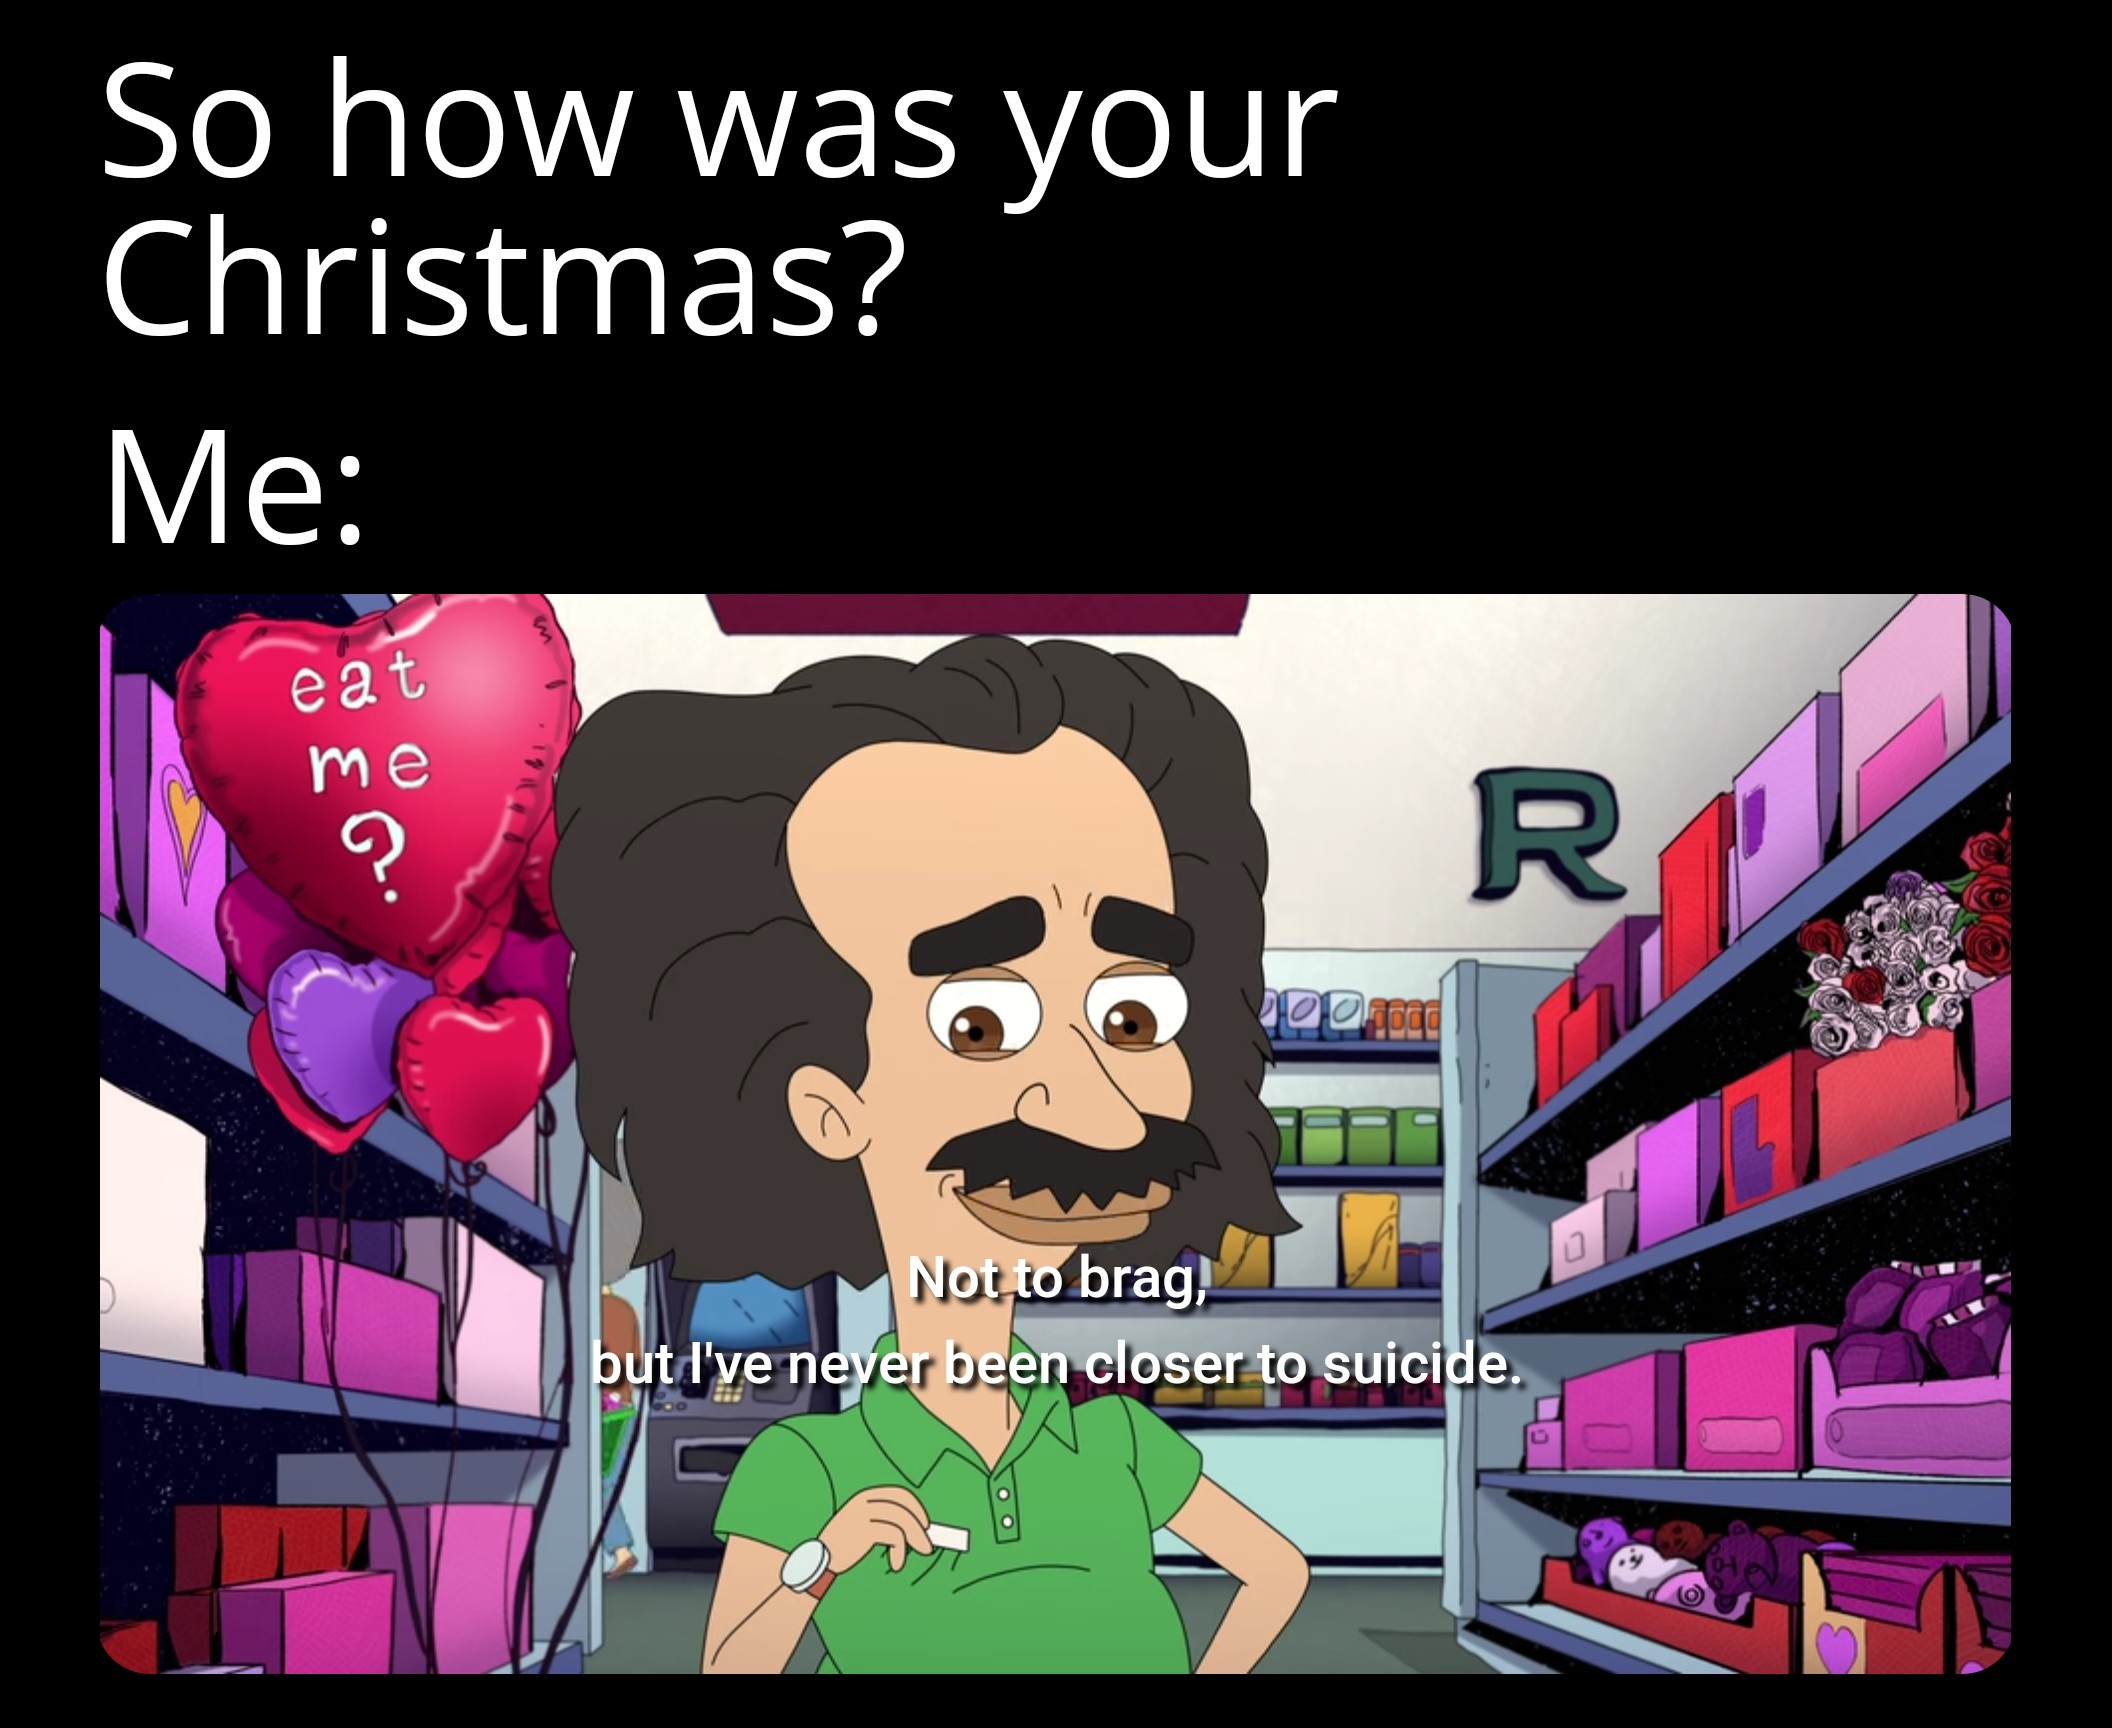 So how was your
Christmas?
Me:
eat
me
?
R
Not to brag,
but I've never been closer to suicide.